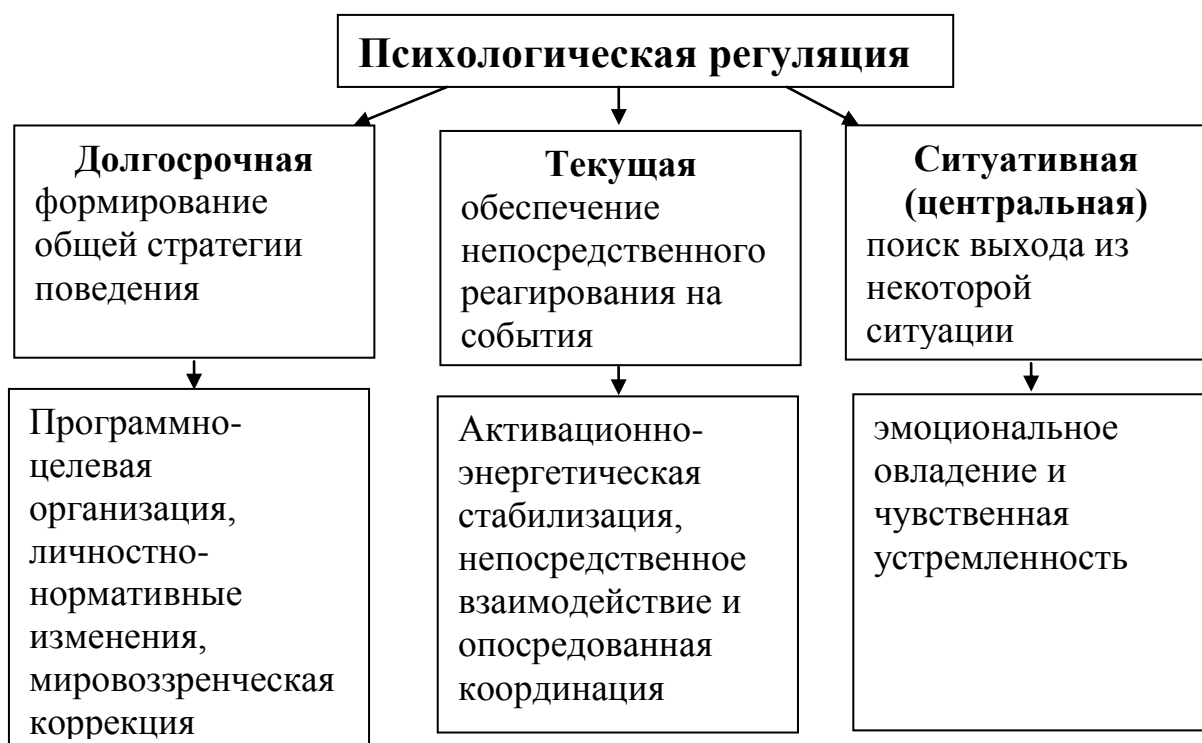 Психологическая регуляция
Долгосрочная
формирование
общей стратегии
поведения
Текущая
обеспечение
непосредственного
реагирования на
события
Ситуативная
(центральная)
поиск выхода из
некоторой
ситуации
Программно-
целевая
организация,
личностно-
нормативные
изменения,
мировоззренческая
коррекция
Активационно-
энергетическая
стабилизация,
непосредственное
взаимодействие и
опосредованная
координация
эмоциональное
овладение и
чувственная
устремленность